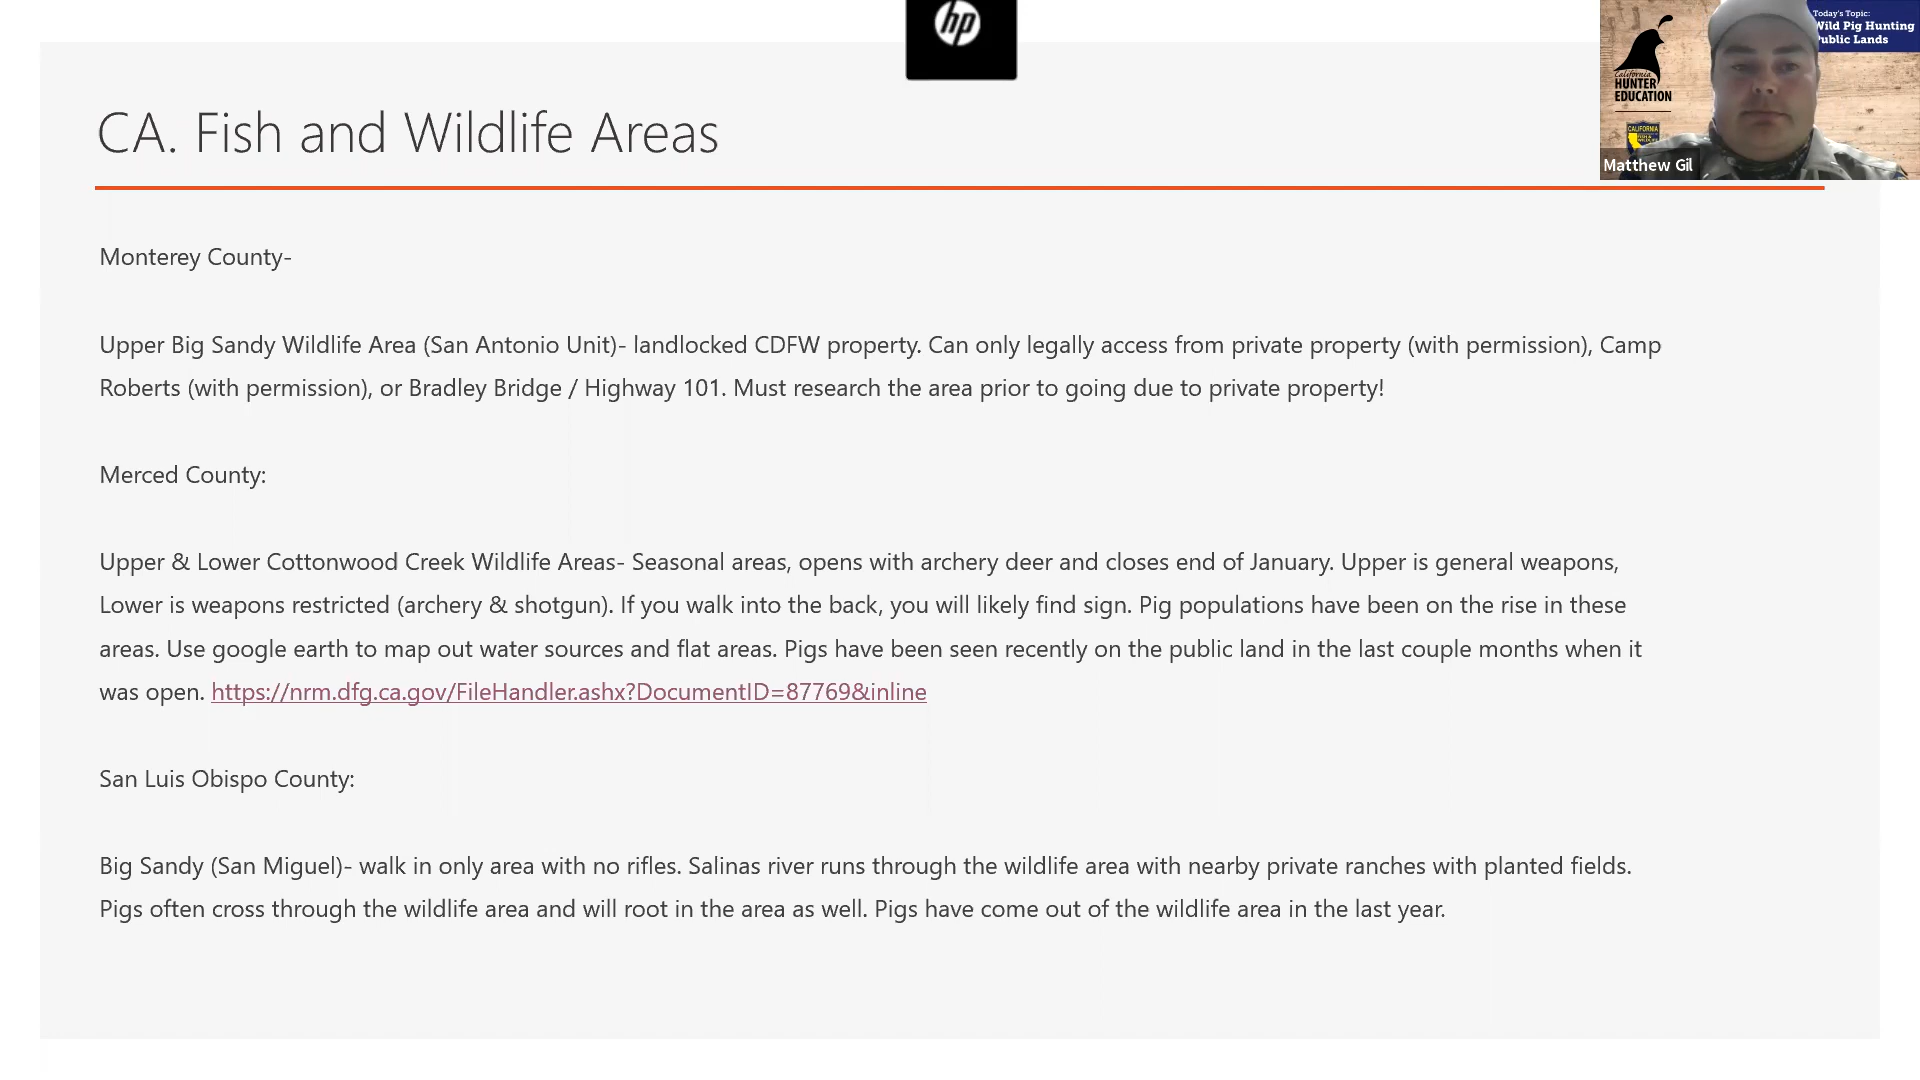 hp
Today's Topic:
Wild Pig Hunting
Public Lands
California
HUNTER
EDUCATION
CALIFORNIA
Matthew Gil
CA. Fish and Wildlife Areas
Monterey County-
Upper Big Sandy Wildlife Area (San Antonio Unit)- landlocked CDFW property. Can only legally access from private property (with permission), Camp
Roberts (with permission), or Bradley Bridge / Highway 101. Must research the area prior to going due to private property!
Merced County:
Upper & Lower Cottonwood Creek Wildlife Areas- Seasonal areas, opens with archery deer and closes end of January. Upper is general weapons,
Lower is weapons restricted (archery & shotgun). If you walk into the back, you will likely find sign. Pig populations have been on the rise in these
areas. Use google earth to map out water sources and flat areas. Pigs have been seen recently on the public land in the last couple months when it
was open. https://nrm.dfg.ca.gov/FileHandler.ashx?DocumentID=87769&inline
San Luis Obispo County:
Big Sandy (San Miguel)- walk in only area with no rifles. Salinas river runs through the wildlife area with nearby private ranches with planted fields.
Pigs often cross through the wildlife area and will root in the area as well. Pigs have come out of the wildlife area in the last year.